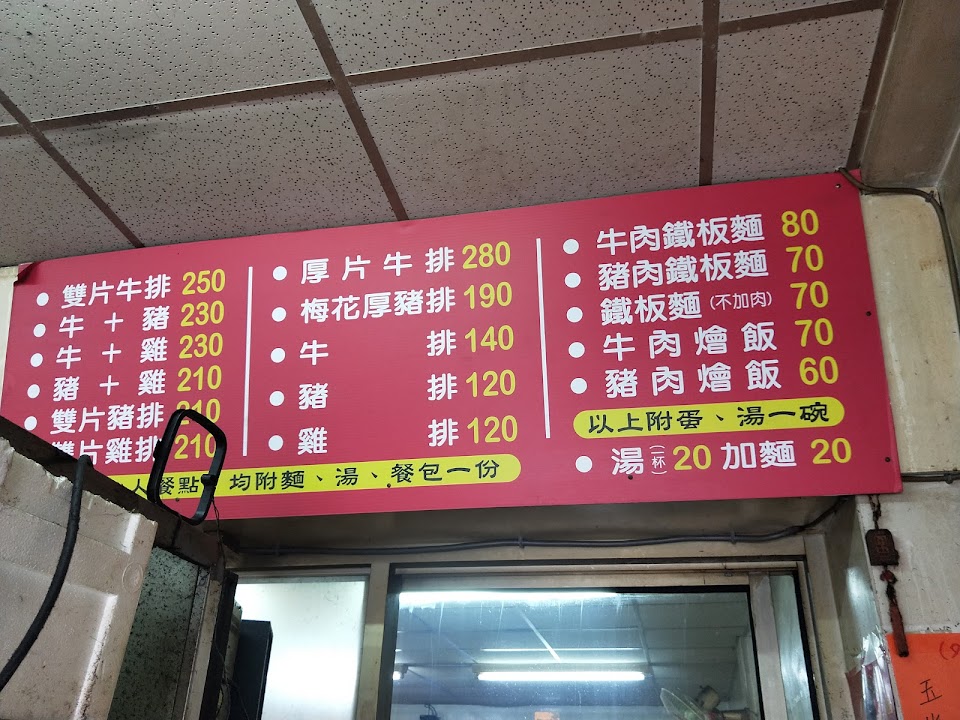 雙片牛排 250
牛＋豬 230
牛＋雞 230
豬＋雞 210
雙片豬排 210
雙片雞排 210
厚片牛排 280
梅花厚豬排 190
牛排 140
豬排 120
雞排 120
人餐點 均附麵、湯、餐包一份
牛肉鐵板麵 80
豬肉鐵板麵 70
鐵板麵(不加肉) 70
牛肉燴飯 70
豬肉燴飯 60
以上附蛋、湯一碗
湯(一杯) 20 加麵 20
五